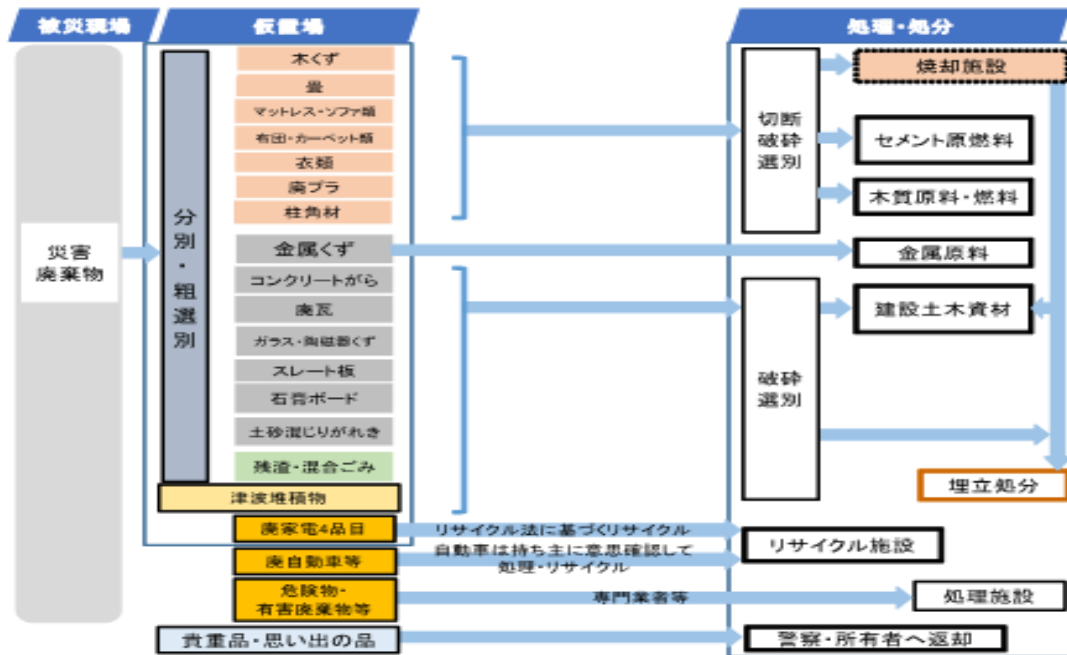 被災現場
仮置場
処理・処分
災害
廃棄物
分別・粗選別
木くず
畳
マットレス・ソファ類
布団・カーペット類
衣類
廃プラ
柱角材
金属くず
コンクリートがら
廃瓦
ガラス・陶磁器くず
スレート板
石膏ボード
土砂混じりがれき
残渣・混合ごみ
津波堆積物
廃家電4品目
廃自動車等
危険物・
有害廃棄物等
貴重品・思い出の品
リサイクル法に基づくリサイクル
自動車は持ち主に意思確認して
処理・リサイクル
専門業者等
切断
破砕
選別
焼却施設
セメント原燃料
木質原料・燃料
金属原料
破砕
選別
建設土木資材
埋立処分
リサイクル施設
処理施設
警察・所有者へ返却